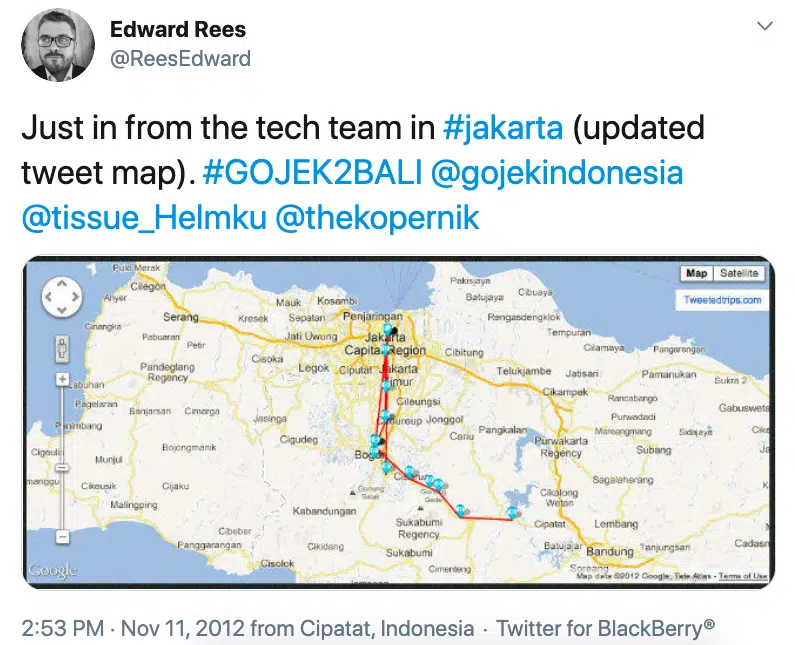 Edward Rees
@ReesEdward
Just in from the tech team in #jakarta (updated
tweet map). #GOJEK2BALI @gojekindonesia
@tissue_Helmku @thekopernik
Pulo Merak
Cilegon
Anyer
Serang
Kresek
Mauk
Kosambi
Sepatan
Penjaringan
Pakisjaya
Batujaya
Cibuaya
Rengasdengklok
Map
Satellite
Tweetedtrips.com
Cinangka
Pabuaran
Petir
Jati Uwung
Jakarta
Capital Region
Cibitung
Tempuran
Cilamaya
Pangarengan
Pandeglang
Regency
Cisoka
Legok
Ciputat
Jakarta
Timur
Telukjambe
Jatisari
Pamanukan
Sukra 2
Labuhan
Pagelaran
Banjarsari
Cimarga
Jasinga
Cileungsi
Cikampek
Rancabango
Purwadadi
Gabuswetan
Panimbang
Jonggol
Cariu
Pangkalan
Purwakarta
Regency
Subang
Cigeulis
Munjul
Bojongmanik
Cigudeg
Bogor
Cikeusik
Cijaku
Gunung
Salak
Cikalong
Wetan
Sagalaherang
Malingping
Kabandungan
Sukabumi
Regency
Cipatat
Lembang
Cibeber
Panggarangan
Cikidang
Sukabumi
Batujajar
Bandung
Tanjungsari
Cisolok
Soreang
Google
Map data ©2012 Google, Tele Atlas - Terms of Use
2:53 PM · Nov 11, 2012 from Cipatat, Indonesia · Twitter for BlackBerry®